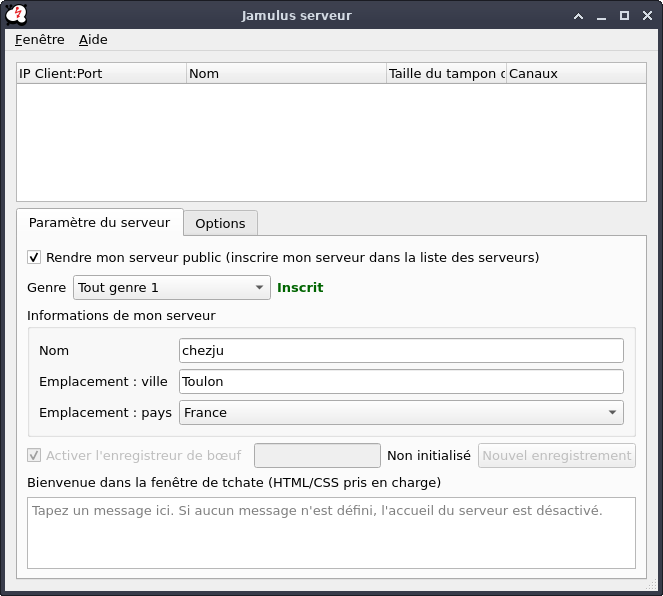 Jamulus serveur
Fenêtre Aide
IP Client:Port Nom Taille du tampon Canaux
Paramètre du serveur Options
Rendre mon serveur public (inscrire mon serveur dans la liste des serveurs)
Genre Tout genre 1 Inscrit
Informations de mon serveur
Nom chezju
Emplacement : ville Toulon
Emplacement : pays France
Activer l'enregistreur de bœuf Non initialisé Nouvel enregistrement
Bienvenue dans la fenêtre de tchate (HTML/CSS pris en charge)
Tapez un message ici. Si aucun message n'est défini, l'accueil du serveur est désactivé.